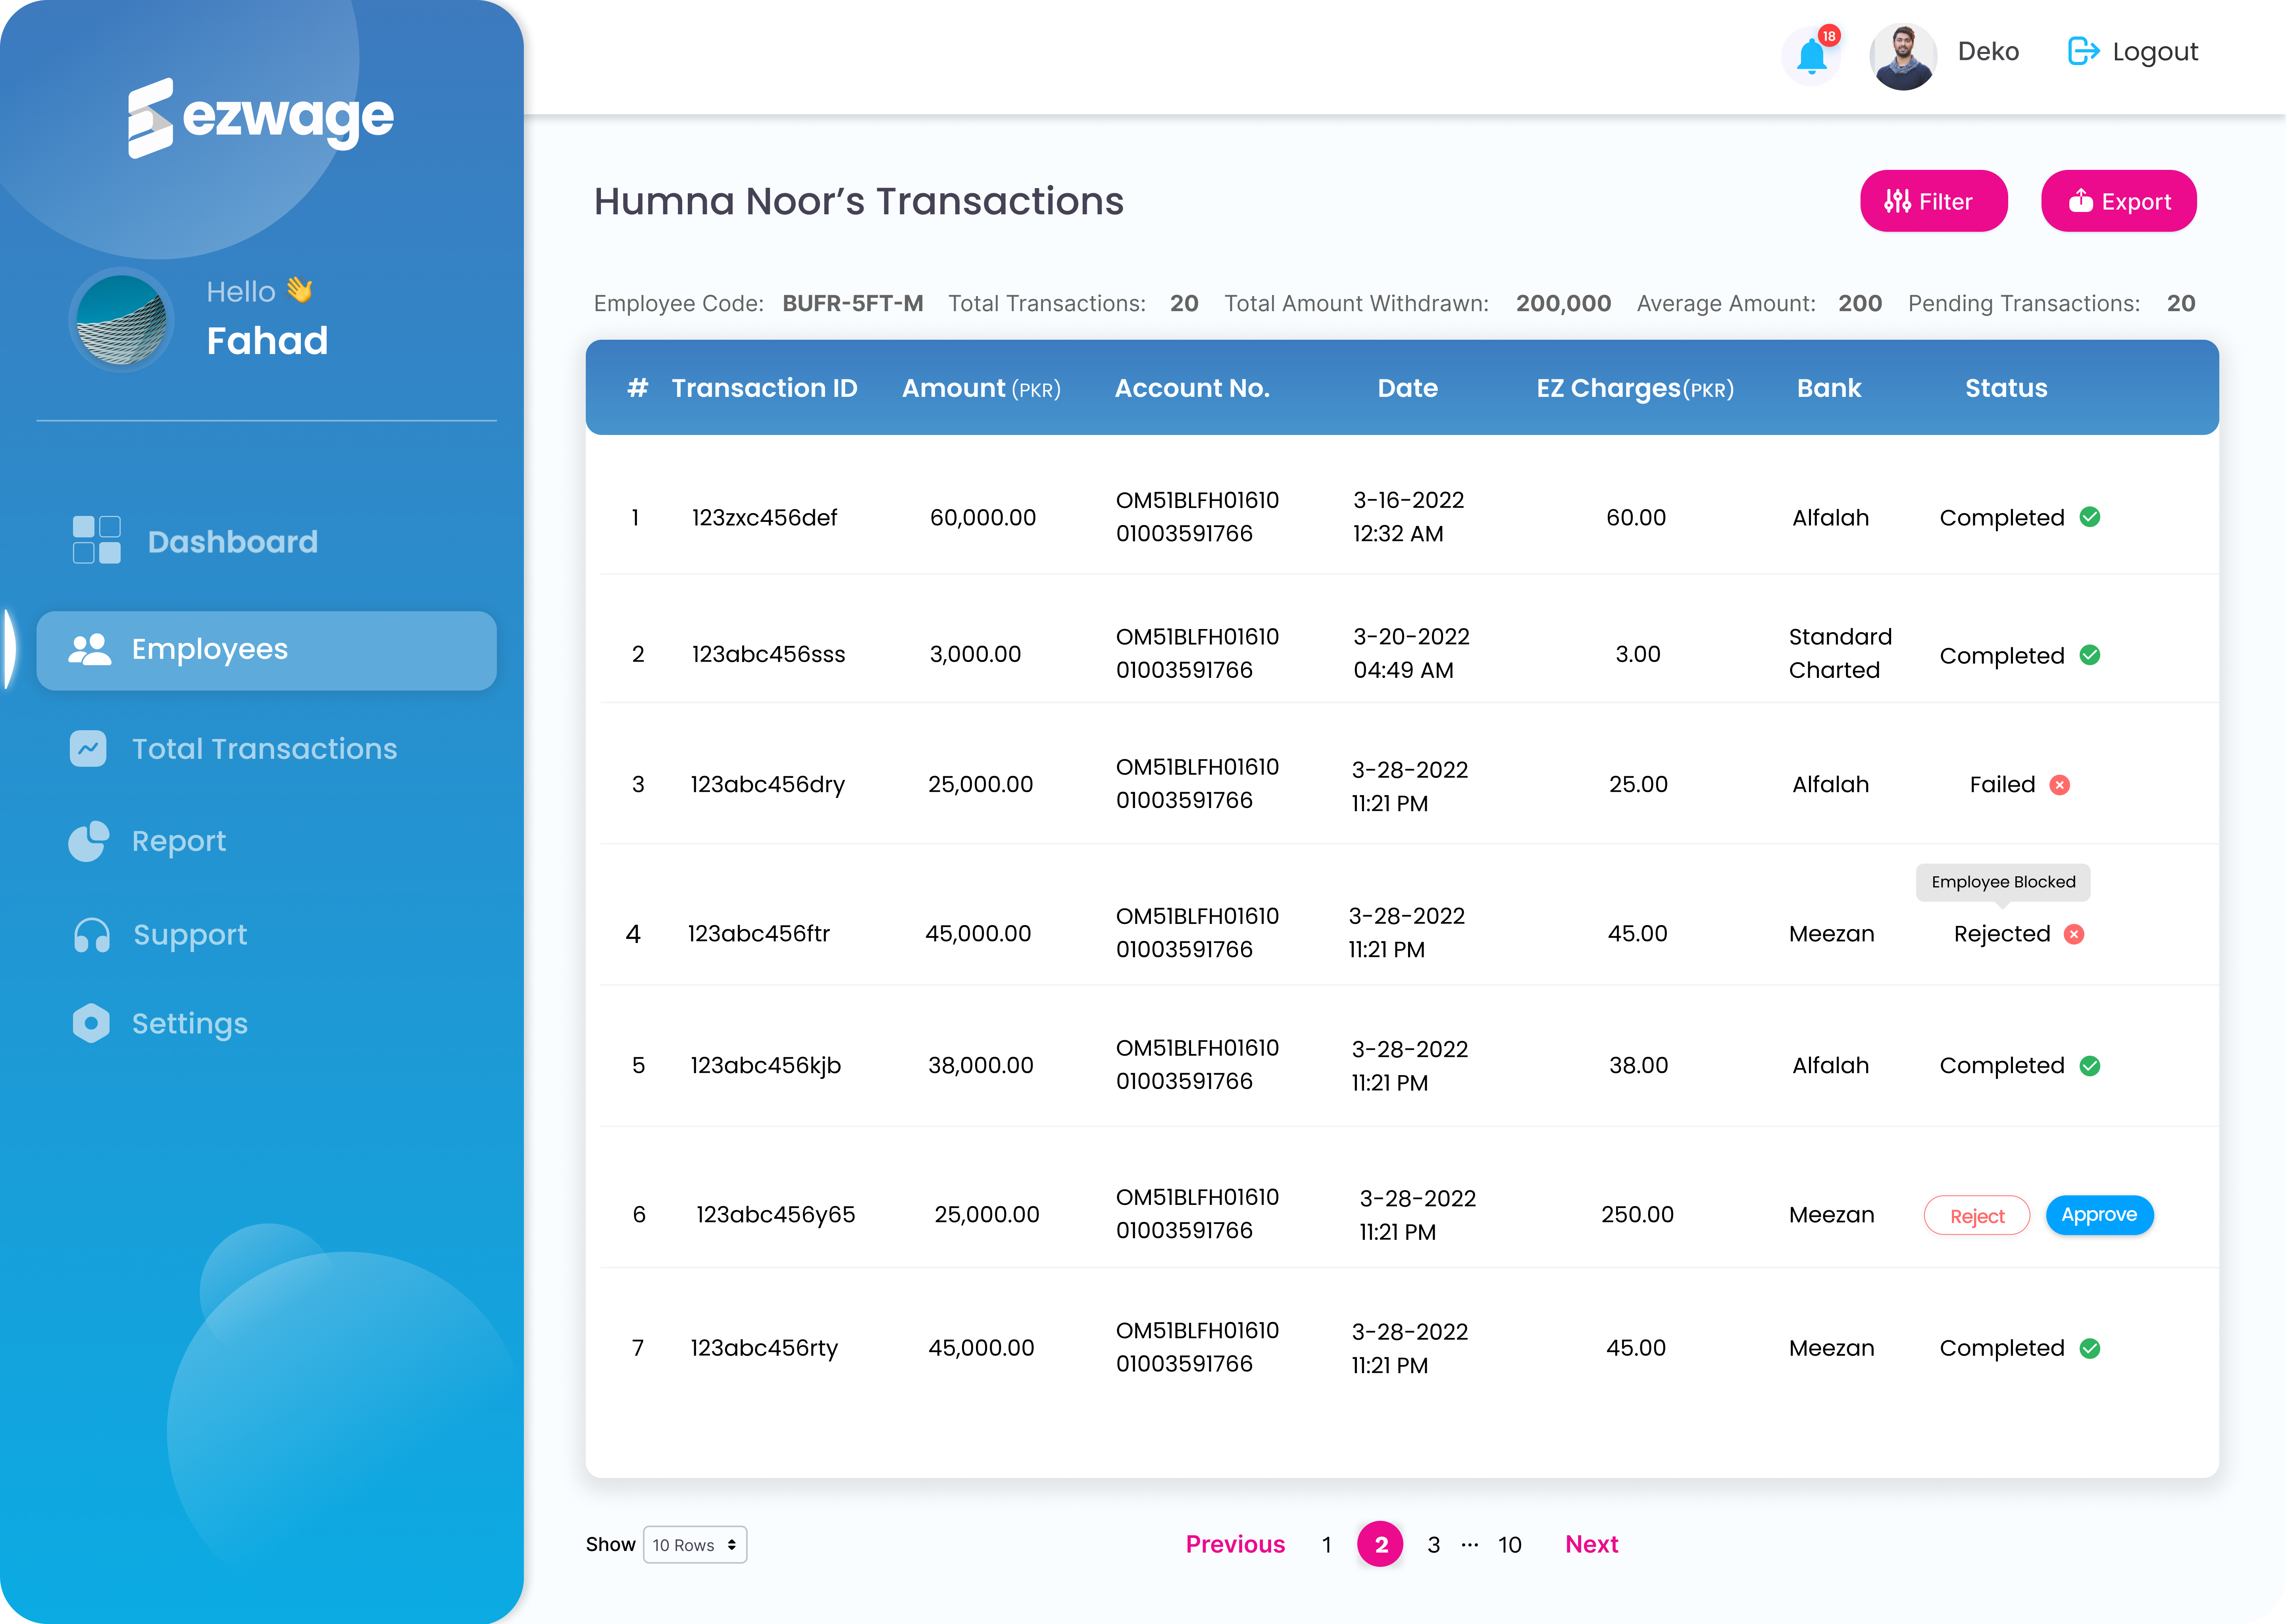 ezwage
Hello 👋
Fahad
Dashboard
Employees
Total Transactions
Report
Support
Settings
18
Deko
Logout
Humna Noor’s Transactions
Filter
Export
Employee Code: BUFR-5FT-M Total Transactions: 20 Total Amount Withdrawn: 200,000 Average Amount: 200 Pending Transactions: 20
# Transaction ID Amount (PKR) Account No. Date EZ Charges(PKR) Bank Status
1 123zxc456def 60,000.00 OM51BLFH01610 3-16-2022 60.00 Alfalah Completed
01003591766 12:32 AM
2 123abc456sss 3,000.00 OM51BLFH01610 3-20-2022 3.00 Standard Completed
01003591766 04:49 AM Charted
3 123abc456dry 25,000.00 OM51BLFH01610 3-28-2022 25.00 Alfalah Failed
01003591766 11:21 PM
Employee Blocked
4 123abc456ftr 45,000.00 OM51BLFH01610 3-28-2022 45.00 Meezan Rejected
01003591766 11:21 PM
5 123abc456kjb 38,000.00 OM51BLFH01610 3-28-2022 38.00 Alfalah Completed
01003591766 11:21 PM
6 123abc456y65 25,000.00 OM51BLFH01610 3-28-2022 250.00 Meezan Reject Approve
01003591766 11:21 PM
7 123abc456rty 45,000.00 OM51BLFH01610 3-28-2022 45.00 Meezan Completed
01003591766 11:21 PM
Show 10 Rows
Previous 1 2 3 ... 10 Next